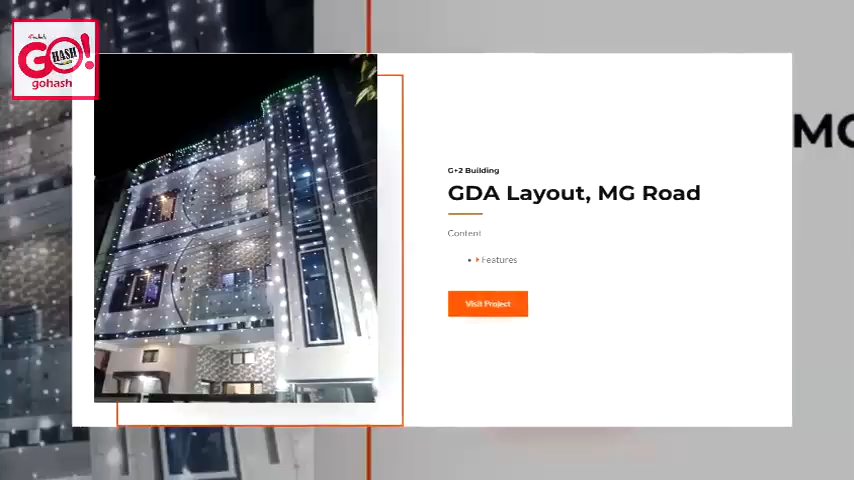 GO!
HASH
gohash
G+2 Building
GDA Layout, MG Road
Content
Features
Visit Project
MG